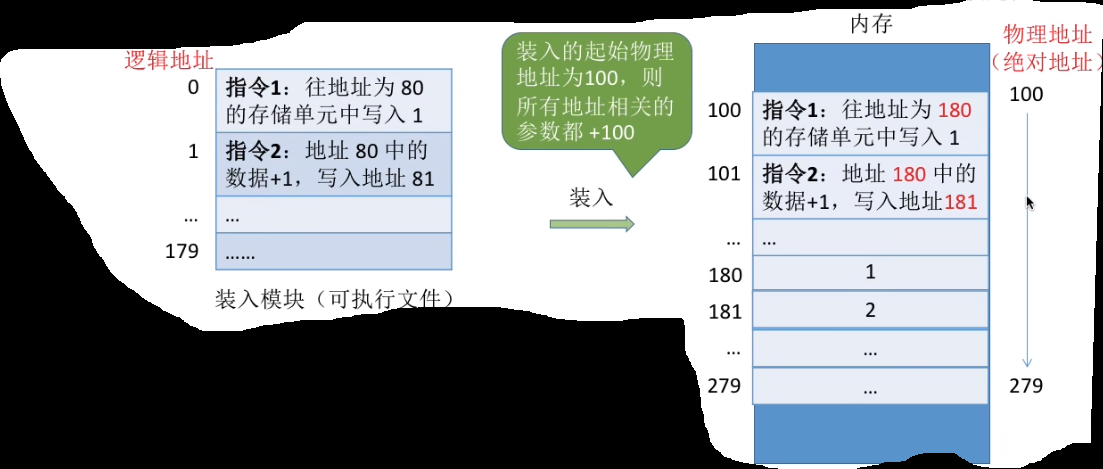 逻辑地址
0
指令1：往地址为 80
的存储单元中写入 1
1
指令2：地址 80 中的
数据+1，写入地址 81
...
...
179
......
装入模块（可执行文件）
装入的起始物理
地址为100，则
所有地址相关的
参数都 +100
装入
内存
100
指令1：往地址为 180
的存储单元中写入 1
101
指令2：地址 180 中的
数据+1，写入地址181
...
...
180
1
181
2
...
...
279
...
物理地址
（绝对地址）
100
279